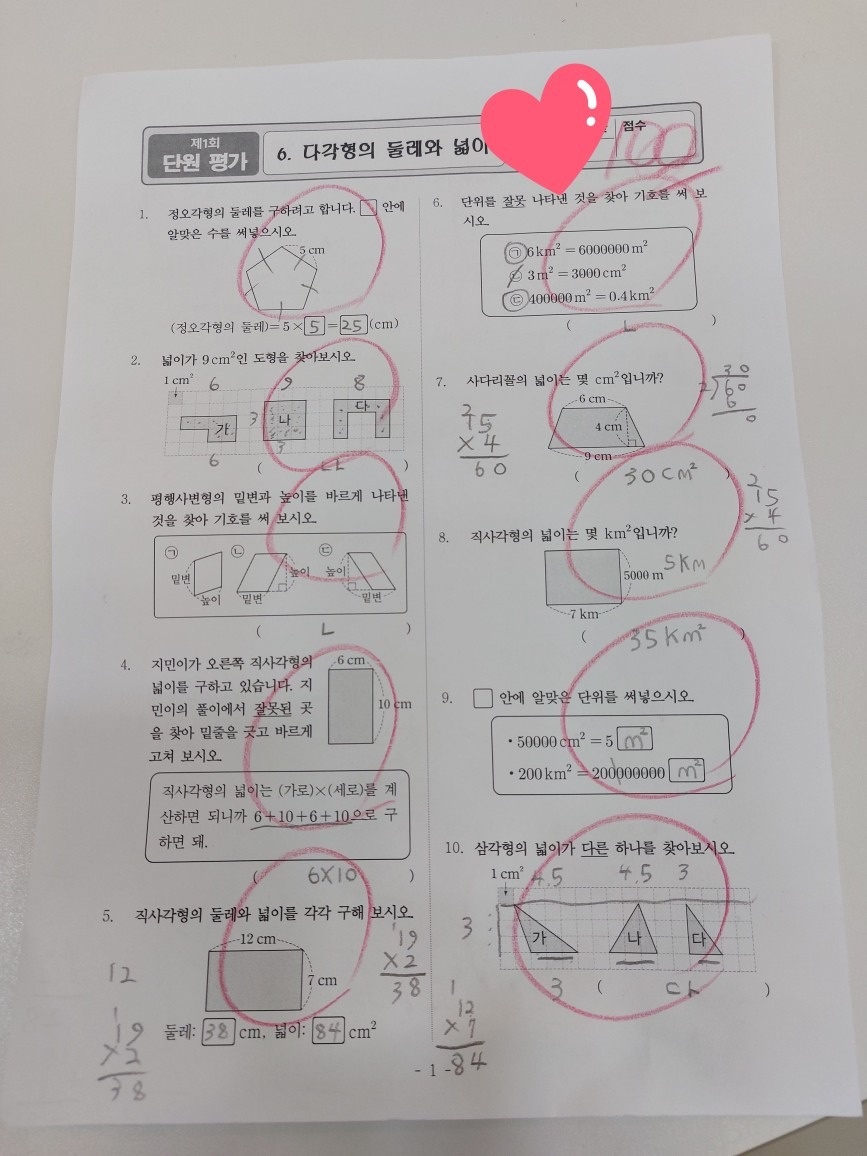 제1회
단원 평가
6. 다각형의 둘레와 넓이
점수
100
1. 정오각형의 둘레를 구하려고 합니다. □ 안에
알맞은 수를 써넣으시오.
5 cm
(정오각형의 둘레)=5×5=25(cm)
2. 넓이가 9 cm²인 도형을 찾아보시오.
1 cm² 6 9 8
가 3 나 다
6 3
( 나 )
3. 평행사변형의 밑변과 높이를 바르게 나타낸
것을 찾아 기호를 써 보시오.
㉠ ㉡ ㉢
밑변 높이 높이
높이 밑변 밑변
( ㄴ )
4. 지민이가 오른쪽 직사각형의
넓이를 구하고 있습니다. 지
민이의 풀이에서 잘못된 곳
을 찾아 밑줄을 긋고 바르게
고쳐 보시오.
6 cm
10 cm
직사각형의 넓이는 (가로)×(세로)를 계
산하면 되니까 6+10+6+10으로 구
하면 돼.
( 6×10 )
5. 직사각형의 둘레와 넓이를 각각 구해 보시오.
12 cm
7 cm
1
19
×2
38
12
1
19
×2
38
둘레: 38 cm, 넓이: 84 cm²
6. 단위를 잘못 나타낸 것을 찾아 기호를 써 보
시오.
㉠ 6 km² = 6000000 m²
㉡ 3 m² = 3000 cm²
㉢ 400000 m² = 0.4 km²
( ㄴ )
7. 사다리꼴의 넓이는 몇 cm²입니까?
6 cm
4 cm
9 cm
2
15
×4
60
30
2)60
6
0
( 30cm² )
2
15
×4
60
8. 직사각형의 넓이는 몇 km²입니까?
5000 m 5km
7 km
( 35km² )
9. □ 안에 알맞은 단위를 써넣으시오.
• 50000 cm² = 5 m²
• 200 km² = 200000000 m²
10. 삼각형의 넓이가 다른 하나를 찾아보시오.
1 cm² 4.5 4.5 3
3 가 나 다
3 ( 다 )
1
12
×7
84
- 1 -